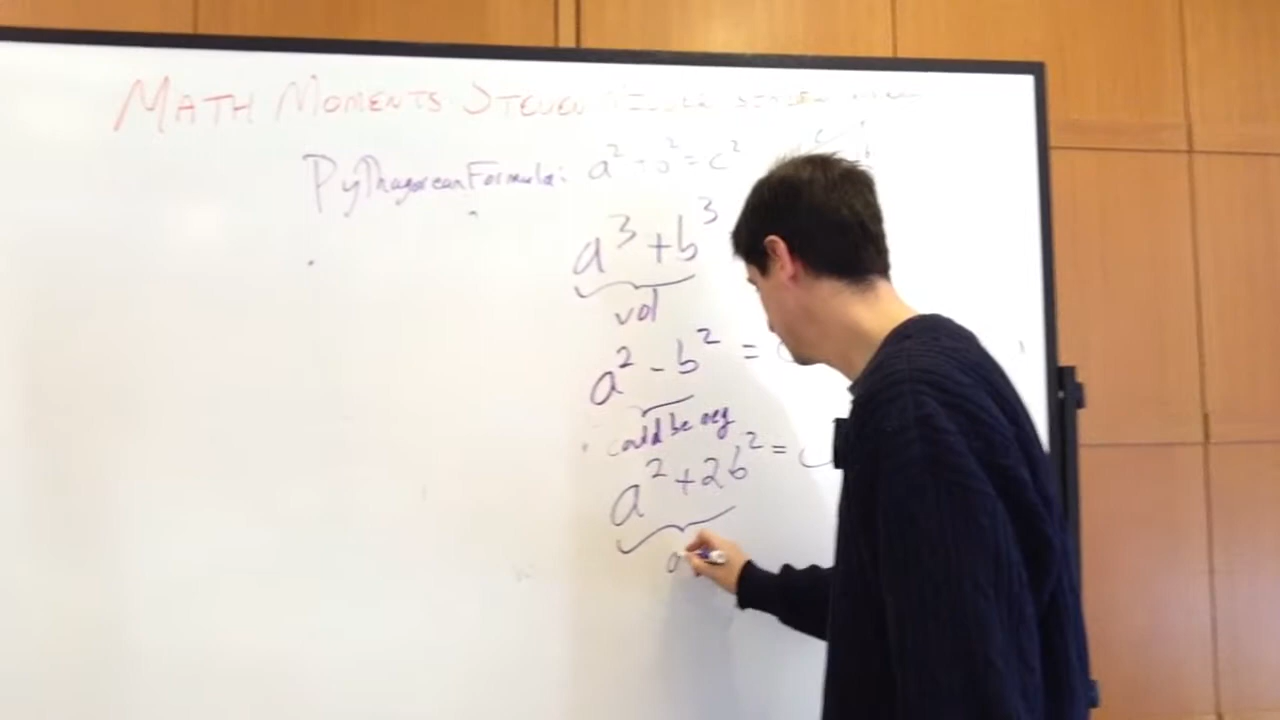 MATH MOMENTS STEVEN
Pythagorean Formula: a² + b² = c²
a³ + b³
vol
a² - b² =
could be neg
a² + 2b² =